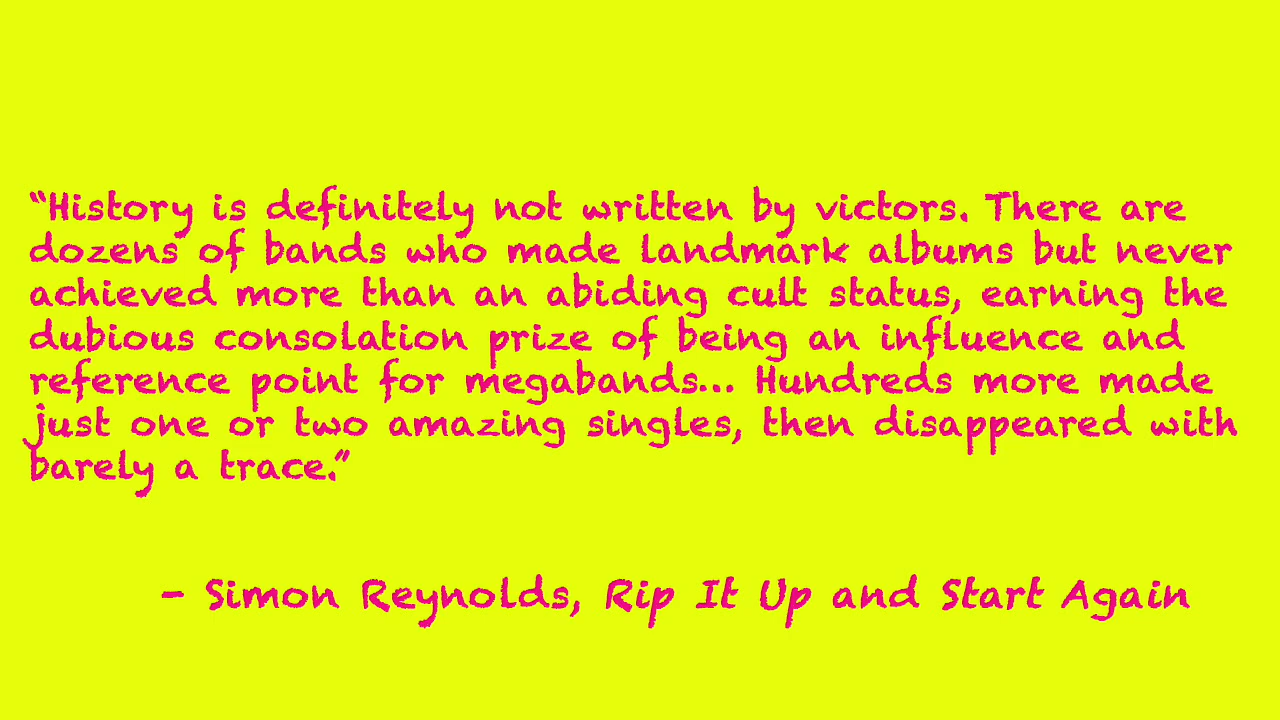 “History is definitely not written by victors. There are
dozens of bands who made landmark albums but never
achieved more than an abiding cult status, earning the
dubious consolation prize of being an influence and
reference point for megabands... Hundreds more made
just one or two amazing singles, then disappeared with
barely a trace.”
- Simon Reynolds, Rip It Up and Start Again